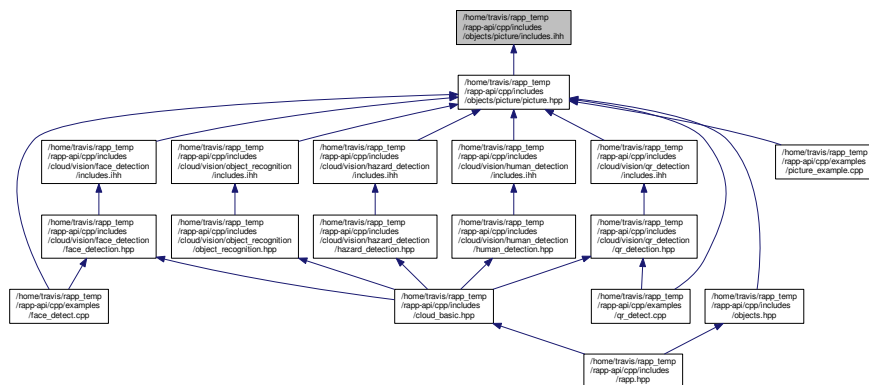 /home/travis/rapp_temp
/rapp-api/cpp/includes
/objects/picture/includes.ihh
/home/travis/rapp_temp
/rapp-api/cpp/includes
/objects/picture/picture.hpp
/home/travis/rapp_temp
/rapp-api/cpp/includes
/cloud/vision/face_detection
/includes.ihh
/home/travis/rapp_temp
/rapp-api/cpp/includes
/cloud/vision/object_recognition
/includes.ihh
/home/travis/rapp_temp
/rapp-api/cpp/includes
/cloud/vision/hazard_detection
/includes.ihh
/home/travis/rapp_temp
/rapp-api/cpp/includes
/cloud/vision/human_detection
/includes.ihh
/home/travis/rapp_temp
/rapp-api/cpp/includes
/cloud/vision/qr_detection
/includes.ihh
/home/travis/rapp_temp
/rapp-api/cpp/examples
/picture_example.cpp
/home/travis/rapp_temp
/rapp-api/cpp/includes
/cloud/vision/face_detection
/face_detection.hpp
/home/travis/rapp_temp
/rapp-api/cpp/includes
/cloud/vision/object_recognition
/object_recognition.hpp
/home/travis/rapp_temp
/rapp-api/cpp/includes
/cloud/vision/hazard_detection
/hazard_detection.hpp
/home/travis/rapp_temp
/rapp-api/cpp/includes
/cloud/vision/human_detection
/human_detection.hpp
/home/travis/rapp_temp
/rapp-api/cpp/includes
/cloud/vision/qr_detection
/qr_detection.hpp
/home/travis/rapp_temp
/rapp-api/cpp/examples
/face_detect.cpp
/home/travis/rapp_temp
/rapp-api/cpp/includes
/cloud_basic.hpp
/home/travis/rapp_temp
/rapp-api/cpp/examples
/qr_detect.cpp
/home/travis/rapp_temp
/rapp-api/cpp/includes
/objects.hpp
/home/travis/rapp_temp
/rapp-api/cpp/includes
/rapp.hpp